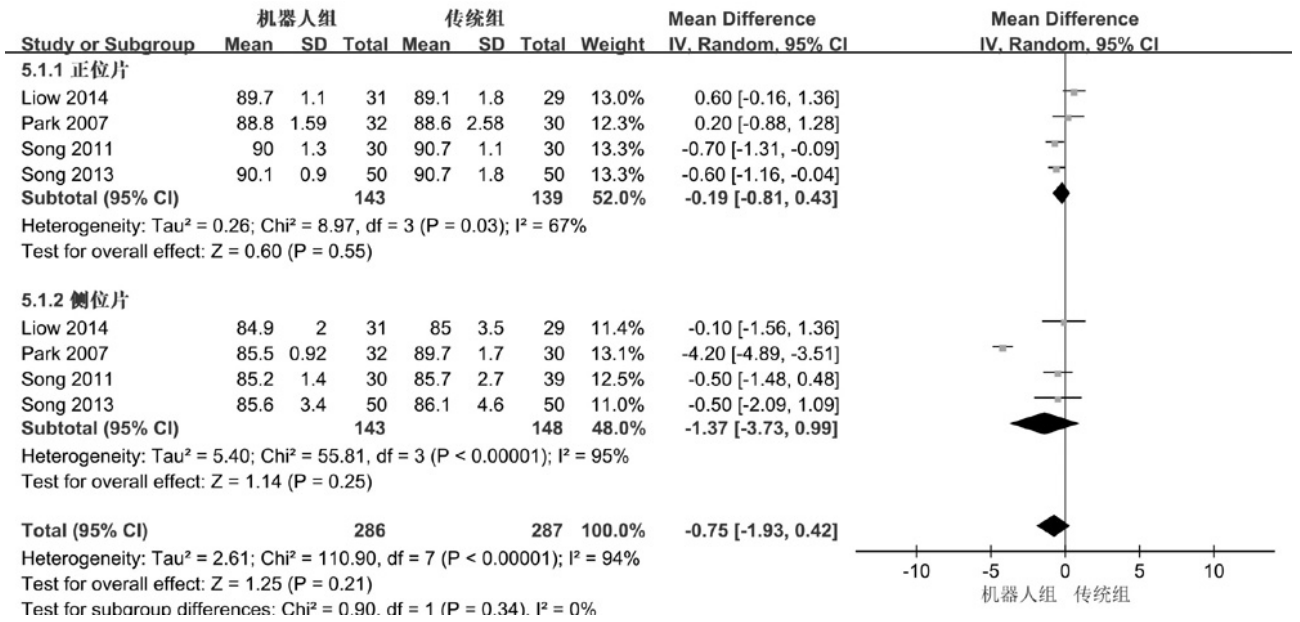 机器人组 传统组 Mean Difference Mean Difference
Study or Subgroup Mean SD Total Mean SD Total Weight IV, Random, 95% CI IV, Random, 95% CI
5.1.1 正位片
Liow 2014 89.7 1.1 31 89.1 1.8 29 13.0% 0.60 [-0.16, 1.36]
Park 2007 88.8 1.59 32 88.6 2.58 30 12.3% 0.20 [-0.88, 1.28]
Song 2011 90 1.3 30 90.7 1.1 30 13.3% -0.70 [-1.31, -0.09]
Song 2013 90.1 0.9 50 90.7 1.8 50 13.3% -0.60 [-1.16, -0.04]
Subtotal (95% CI) 143 139 52.0% -0.19 [-0.81, 0.43]
Heterogeneity: Tau² = 0.26; Chi² = 8.97, df = 3 (P = 0.03); I² = 67%
Test for overall effect: Z = 0.60 (P = 0.55)
5.1.2 侧位片
Liow 2014 84.9 2 31 85 3.5 29 11.4% -0.10 [-1.56, 1.36]
Park 2007 85.5 0.92 32 89.7 1.7 30 13.1% -4.20 [-4.89, -3.51]
Song 2011 85.2 1.4 30 85.7 2.7 39 12.5% -0.50 [-1.48, 0.48]
Song 2013 85.6 3.4 50 86.1 4.6 50 11.0% -0.50 [-2.09, 1.09]
Subtotal (95% CI) 143 148 48.0% -1.37 [-3.73, 0.99]
Heterogeneity: Tau² = 5.40; Chi² = 55.81, df = 3 (P < 0.00001); I² = 95%
Test for overall effect: Z = 1.14 (P = 0.25)
Total (95% CI) 286 287 100.0% -0.75 [-1.93, 0.42]
Heterogeneity: Tau² = 2.61; Chi² = 110.90, df = 7 (P < 0.00001); I² = 94%
Test for overall effect: Z = 1.25 (P = 0.21)
Test for subgroup differences: Chi² = 0.90, df = 1 (P = 0.34), I² = 0%
-10 -5 0 5 10
机器人组 传统组